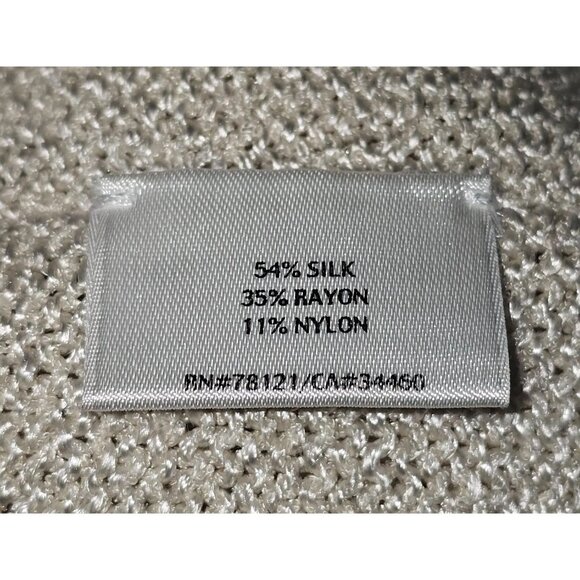 54% SILK
35% RAYON
11% NYLON
RN#78121/CA#34460